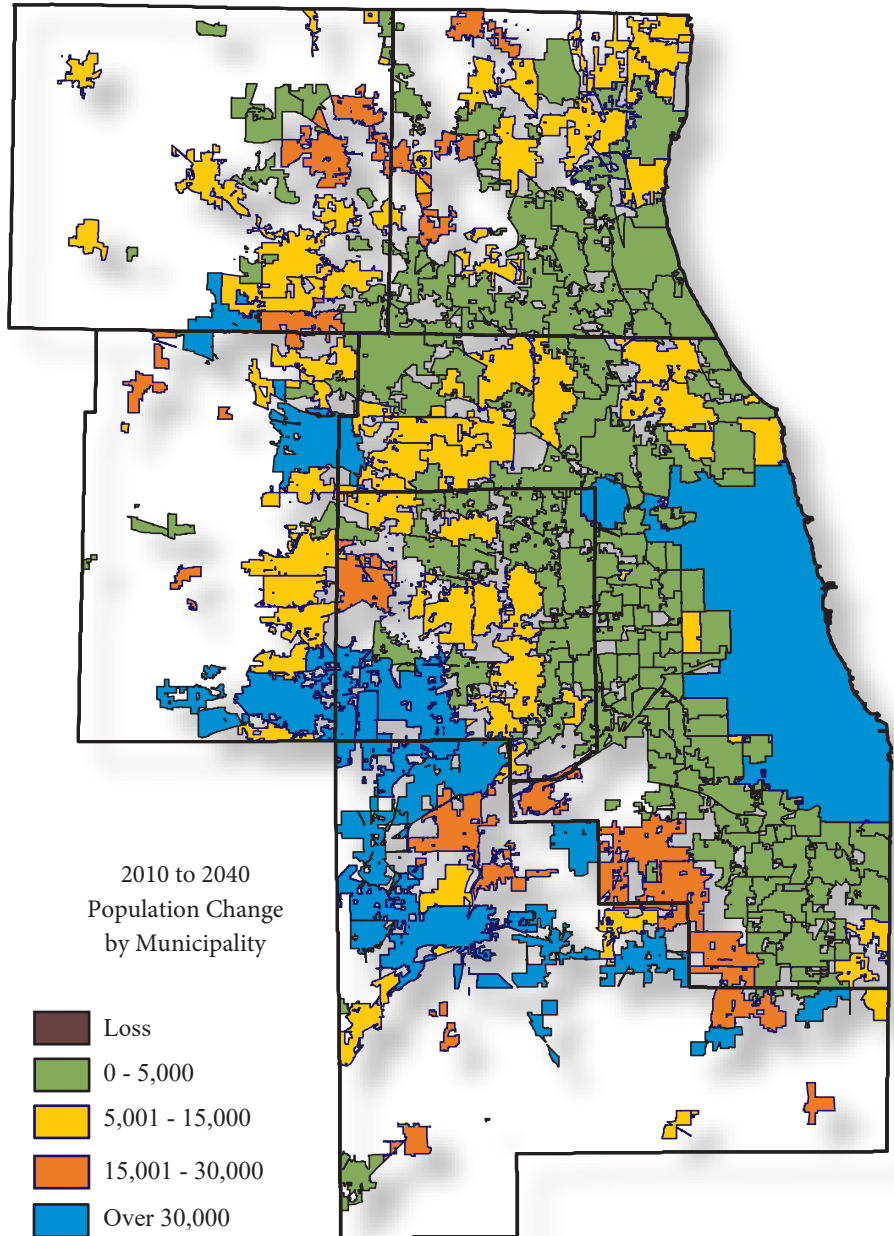 2010 to 2040
Population Change
by Municipality
Loss
0 - 5,000
5,001 - 15,000
15,001 - 30,000
Over 30,000